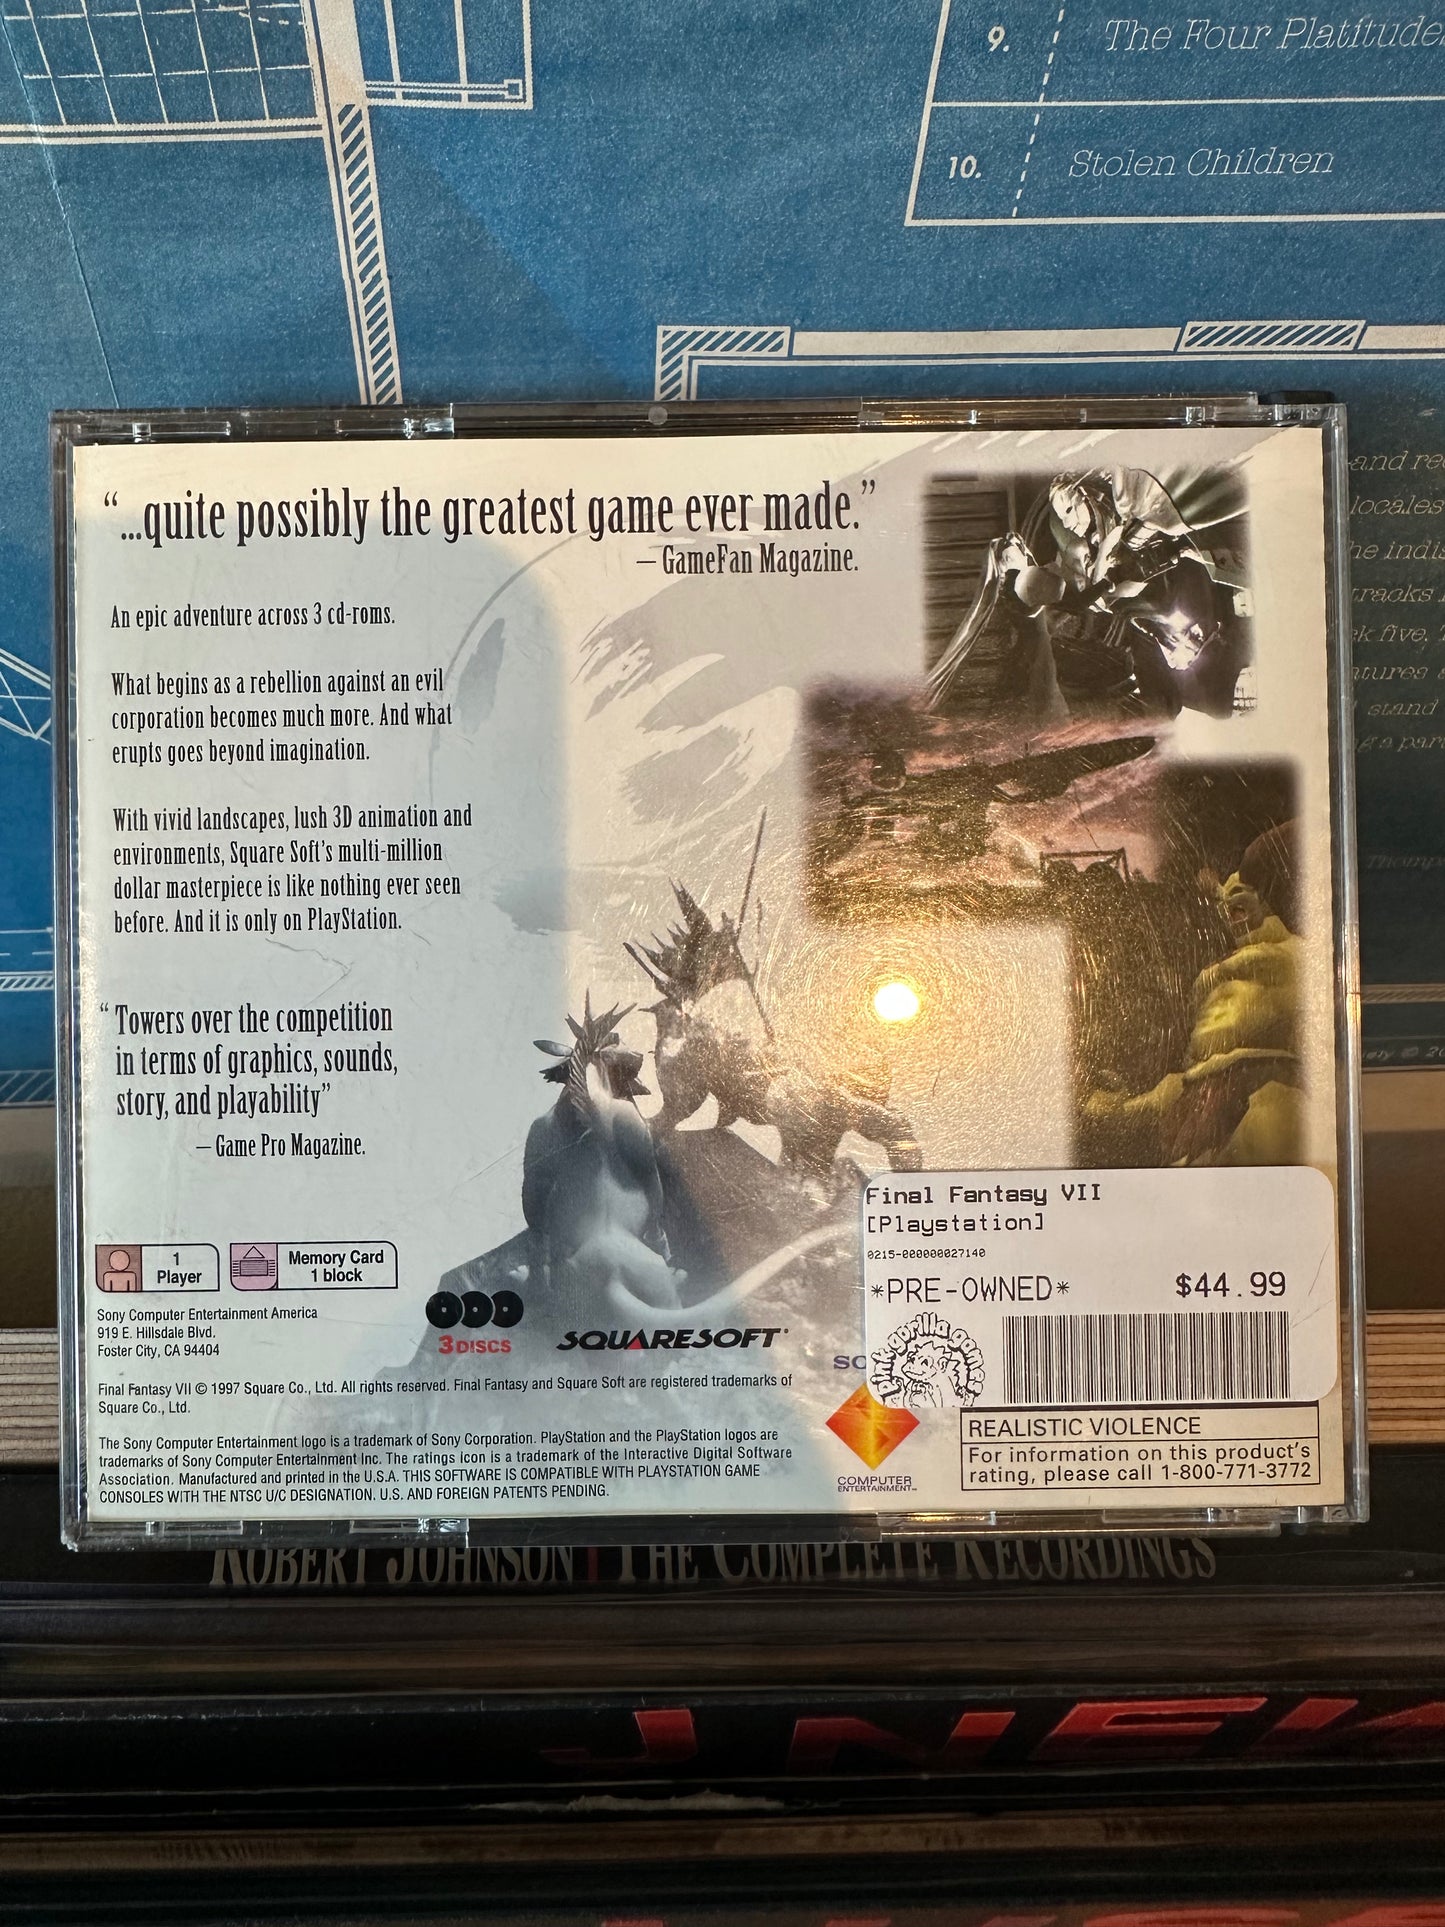 9. The Four Platitudes
10. Stolen Children
and
locales
the
tracks
five.
stand
“...quite possibly the greatest game ever made.”
— GameFan Magazine.
An epic adventure across 3 cd-roms.
What begins as a rebellion against an evil
corporation becomes much more. And what
erupts goes beyond imagination.
With vivid landscapes, lush 3D animation and
environments, Square Soft's multi-million
dollar masterpiece is like nothing ever seen
before. And it is only on PlayStation.
“Towers over the competition
in terms of graphics, sounds,
story, and playability”
— Game Pro Magazine.
1
Player
Memory Card
1 block
Sony Computer Entertainment America
919 E. Hillsdale Blvd.
Foster City, CA 94404
3 DISCS
SQUARESOFT
Final Fantasy VII © 1997 Square Co., Ltd. All rights reserved. Final Fantasy and Square Soft are registered trademarks of
Square Co., Ltd.
The Sony Computer Entertainment logo is a trademark of Sony Corporation. PlayStation and the PlayStation logos are
trademarks of Sony Computer Entertainment Inc. The ratings icon is a trademark of the Interactive Digital Software
Association. Manufactured and printed in the U.S.A. THIS SOFTWARE IS COMPATIBLE WITH PLAYSTATION GAME
CONSOLES WITH THE NTSC U/C DESIGNATION. U.S. AND FOREIGN PATENTS PENDING.
Final Fantasy VII
[Playstation]
0215-000000027140
*PRE-OWNED* $44.99
pink gorilla games
SO
COMPUTER
ENTERTAINMENT™
REALISTIC VIOLENCE
For information on this product's
rating, please call 1-800-771-3772
ROBERT JOHNSON THE COMPLETE RECORDINGS